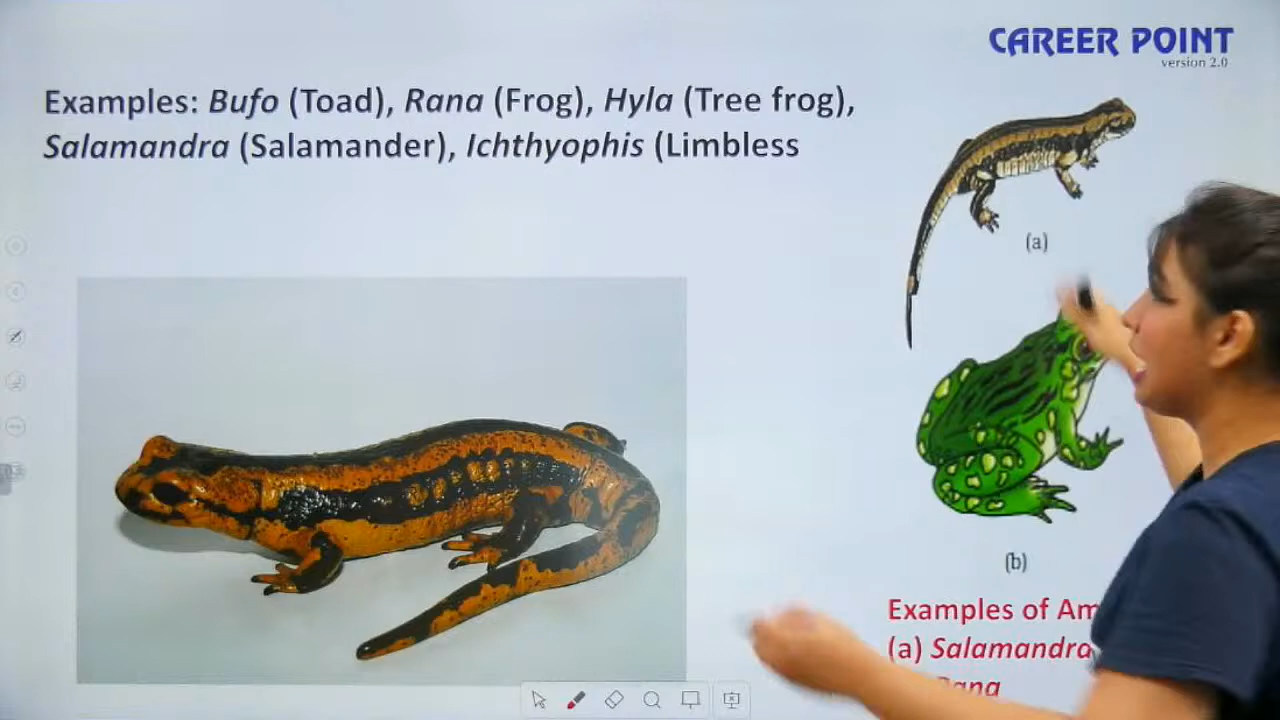 CAREER POINT
version 2.0
Examples: Bufo (Toad), Rana (Frog), Hyla (Tree frog),
Salamandra (Salamander), Ichthyophis (Limbless
(a)
(b)
Examples of
(a) Salamandra
Rana